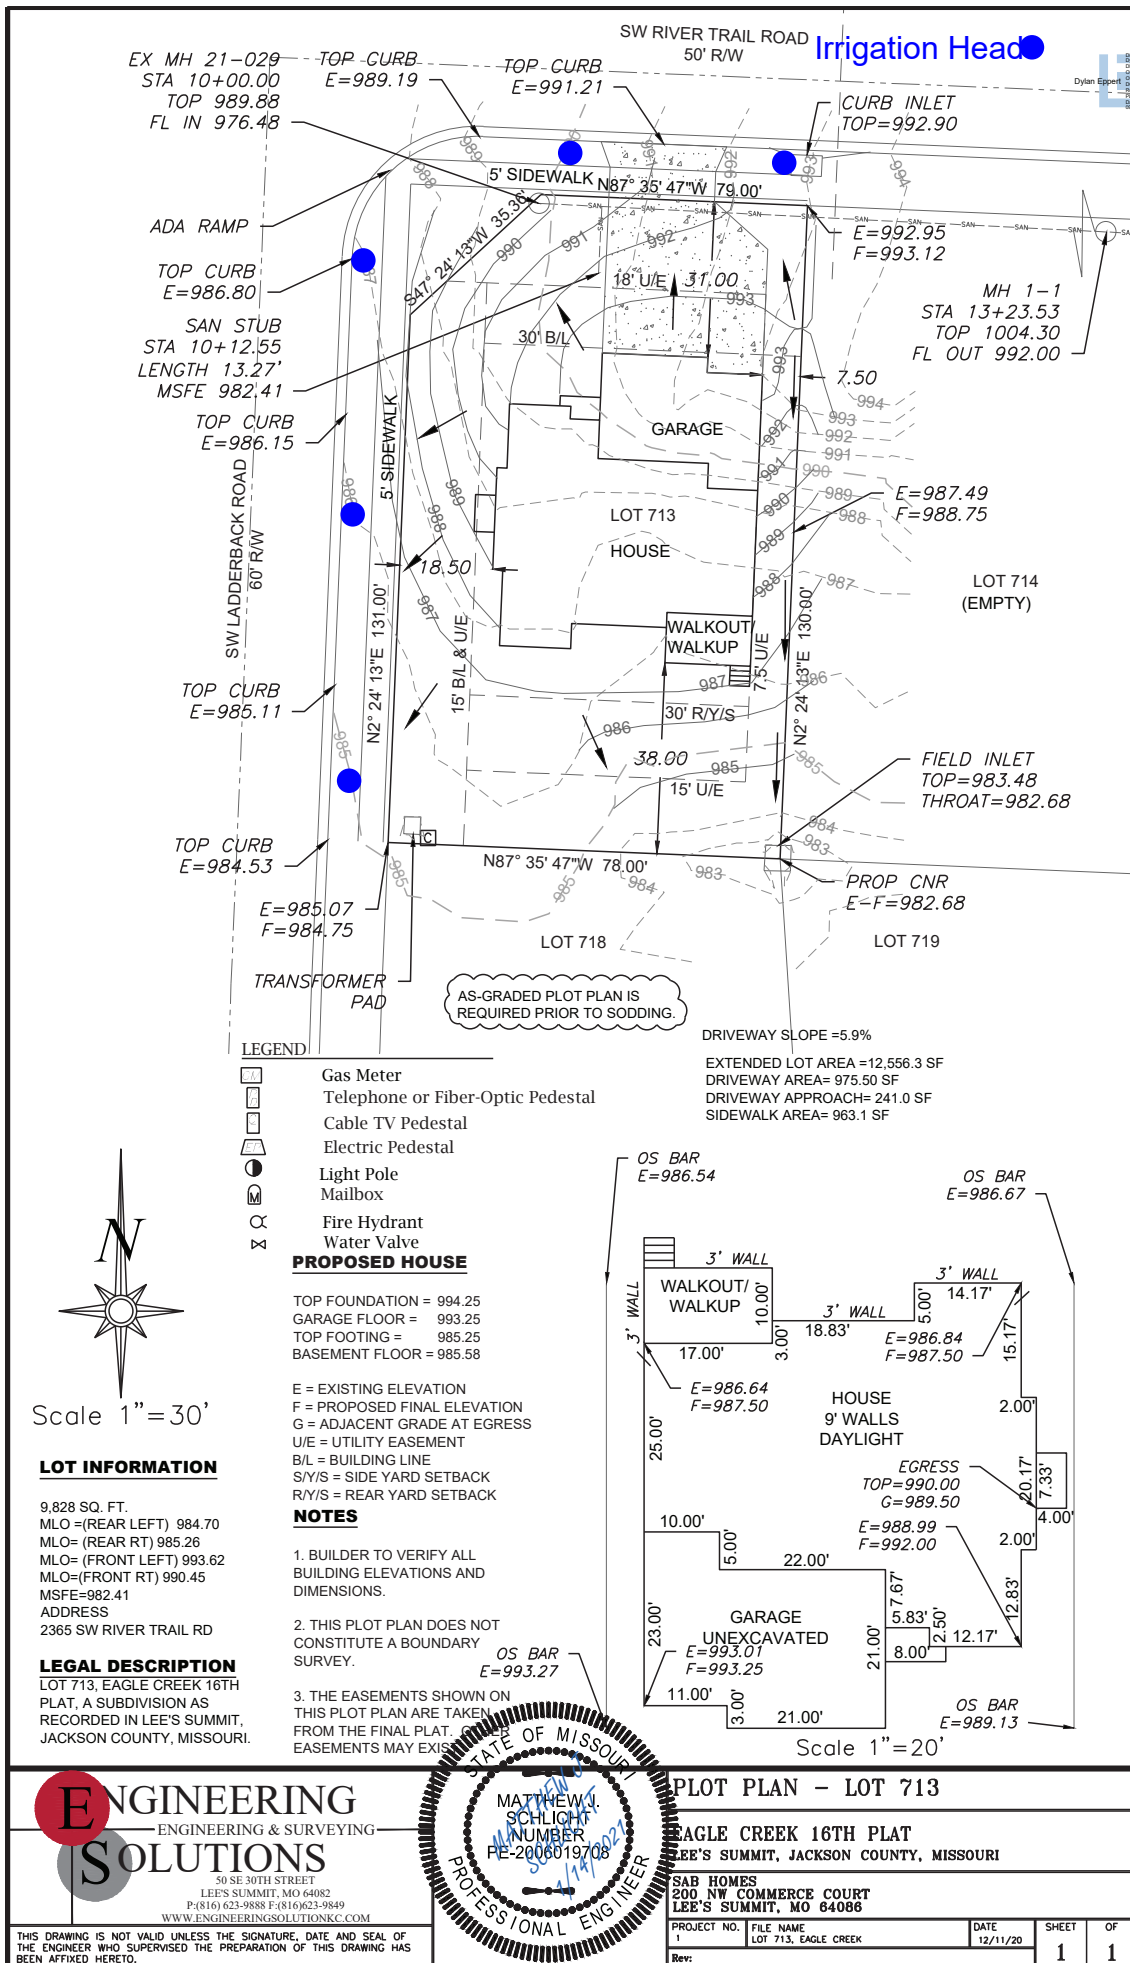 SW RIVER TRAIL ROAD
50' R/W
Irrigation Head
Dylan Eppert
EX MH 21-029
STA 10+00.00
TOP 989.88
FL IN 976.48
TOP CURB
E=989.19
TOP CURB
E=991.21
CURB INLET
TOP=992.90
5' SIDEWALK
N87° 35' 47"W 79.00'
S47° 24' 13"W 35.36'
ADA RAMP
TOP CURB
E=986.80
SAN STUB
STA 10+12.55
LENGTH 13.27'
MSFE 982.41
TOP CURB
E=986.15
E=992.95
F=993.12
MH 1-1
STA 13+23.53
TOP 1004.30
FL OUT 992.00
18' U/E
31.00
30' B/L
7.50
GARAGE
5' SIDEWALK
LOT 713
HOUSE
E=987.49
F=988.75
LOT 714
(EMPTY)
SW LADDERBACK ROAD
60' R/W
18.50
WALKOUT/
WALKUP
N2° 24' 13"E 131.00'
15' B/L & U/E
7.5' U/E
N2° 24' 13"E 130.00'
TOP CURB
E=985.11
30' R/Y/S
38.00
15' U/E
FIELD INLET
TOP=983.48
THROAT=982.68
TOP CURB
E=984.53
C
N87° 35' 47"W 78.00'
PROP CNR
E-F=982.68
E=985.07
F=984.75
LOT 718
LOT 719
TRANSFORMER
PAD
AS-GRADED PLOT PLAN IS
REQUIRED PRIOR TO SODDING.
DRIVEWAY SLOPE =5.9%
EXTENDED LOT AREA =12,556.3 SF
DRIVEWAY AREA= 975.50 SF
DRIVEWAY APPROACH= 241.0 SF
SIDEWALK AREA= 963.1 SF
LEGEND
Gas Meter
Telephone or Fiber-Optic Pedestal
Cable TV Pedestal
Electric Pedestal
Light Pole
M Mailbox
Fire Hydrant
Water Valve
N
Scale 1"=30'
PROPOSED HOUSE
TOP FOUNDATION = 994.25
GARAGE FLOOR = 993.25
TOP FOOTING = 985.25
BASEMENT FLOOR = 985.58
E = EXISTING ELEVATION
F = PROPOSED FINAL ELEVATION
G = ADJACENT GRADE AT EGRESS
U/E = UTILITY EASEMENT
B/L = BUILDING LINE
S/Y/S = SIDE YARD SETBACK
R/Y/S = REAR YARD SETBACK
NOTES
1. BUILDER TO VERIFY ALL
BUILDING ELEVATIONS AND
DIMENSIONS.
2. THIS PLOT PLAN DOES NOT
CONSTITUTE A BOUNDARY
SURVEY.
3. THE EASEMENTS SHOWN ON
THIS PLOT PLAN ARE TAKEN
FROM THE FINAL PLAT.
EASEMENTS MAY EXIST
LOT INFORMATION
9,828 SQ. FT.
MLO =(REAR LEFT) 984.70
MLO= (REAR RT) 985.26
MLO= (FRONT LEFT) 993.62
MLO=(FRONT RT) 990.45
MSFE=982.41
ADDRESS
2365 SW RIVER TRAIL RD
LEGAL DESCRIPTION
LOT 713, EAGLE CREEK 16TH
PLAT, A SUBDIVISION AS
RECORDED IN LEE'S SUMMIT,
JACKSON COUNTY, MISSOURI.
OS BAR
E=986.54
OS BAR
E=986.67
3' WALL
3' WALL
3' WALL
3' WALL
WALKOUT/
WALKUP
10.00'
5.00'
14.17'
18.83'
3.00'
17.00'
E=986.84
F=987.50
15.17'
E=986.64
F=987.50
HOUSE
9' WALLS
DAYLIGHT
2.00'
25.00'
EGRESS
TOP=990.00
G=989.50
20.17'
7.33'
4.00'
E=988.99
F=992.00
2.00'
10.00'
5.00'
22.00'
7.67'
12.83'
5.83'
2.50'
12.17'
8.00'
GARAGE
UNEXCAVATED
23.00'
21.00'
E=993.01
F=993.25
OS BAR
E=993.27
11.00'
3.00'
21.00'
OS BAR
E=989.13
Scale 1"=20'
ENGINEERING
ENGINEERING & SURVEYING
SOLUTIONS
50 SE 30TH STREET
LEE'S SUMMIT, MO 64082
P:(816) 623-9888 F:(816)623-9849
WWW.ENGINEERINGSOLUTIONKC.COM
THIS DRAWING IS NOT VALID UNLESS THE SIGNATURE, DATE AND SEAL OF
THE ENGINEER WHO SUPERVISED THE PREPARATION OF THIS DRAWING HAS
BEEN AFFIXED HERETO.
STATE OF MISSOURI
MATTHEW J.
SCHLICHT
NUMBER
PE-2006019708
PROFESSIONAL ENGINEER
MATTHEW J
SCHLICHT
1/14/2021
PLOT PLAN - LOT 713
EAGLE CREEK 16TH PLAT
LEE'S SUMMIT, JACKSON COUNTY, MISSOURI
SAB HOMES
200 NW COMMERCE COURT
LEE'S SUMMIT, MO 64086
PROJECT NO.
1
FILE NAME
LOT 713, EAGLE CREEK
DATE
12/11/20
SHEET
1
OF
1
Rev: